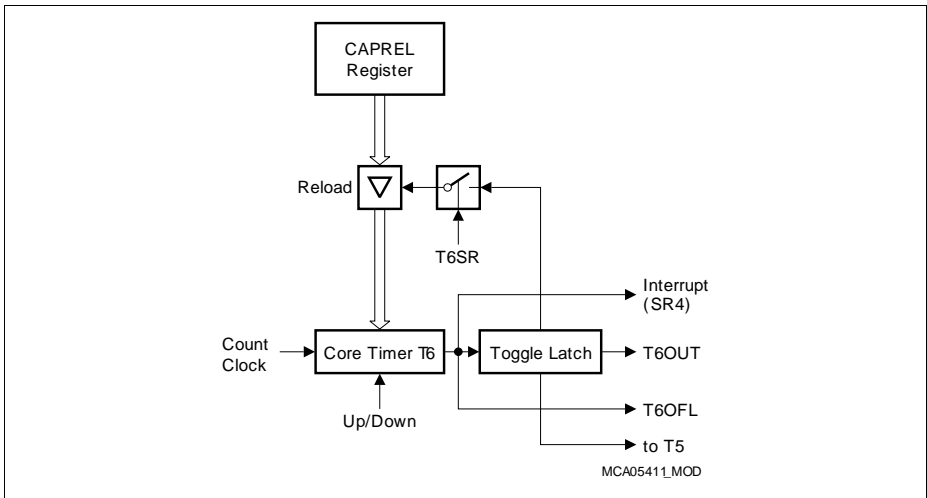 CAPREL
Register
Reload
T6SR
Interrupt
(SR4)
Count
Clock
Core Timer T6
Toggle Latch
T6OUT
Up/Down
T6OFL
to T5
MCA05411_MOD